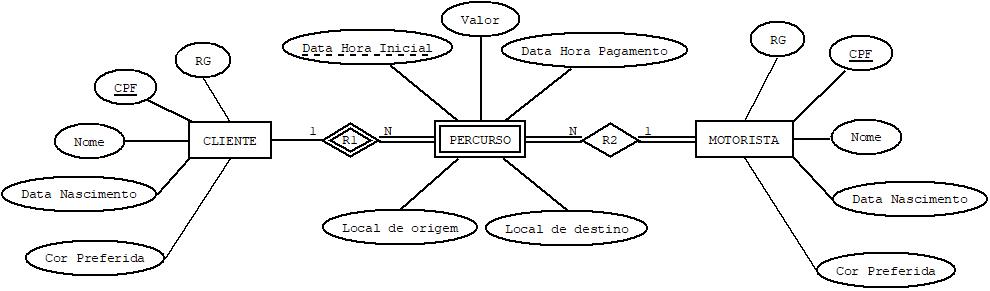 Valor
Data Hora Inicial
Data Hora Pagamento
RG
CPF
Nome
Data Nascimento
Cor Preferida
CLIENTE
1
R1
N
PERCURSO
N
R2
1
MOTORISTA
Local de origem
Local de destino
RG
CPF
Nome
Data Nascimento
Cor Preferida